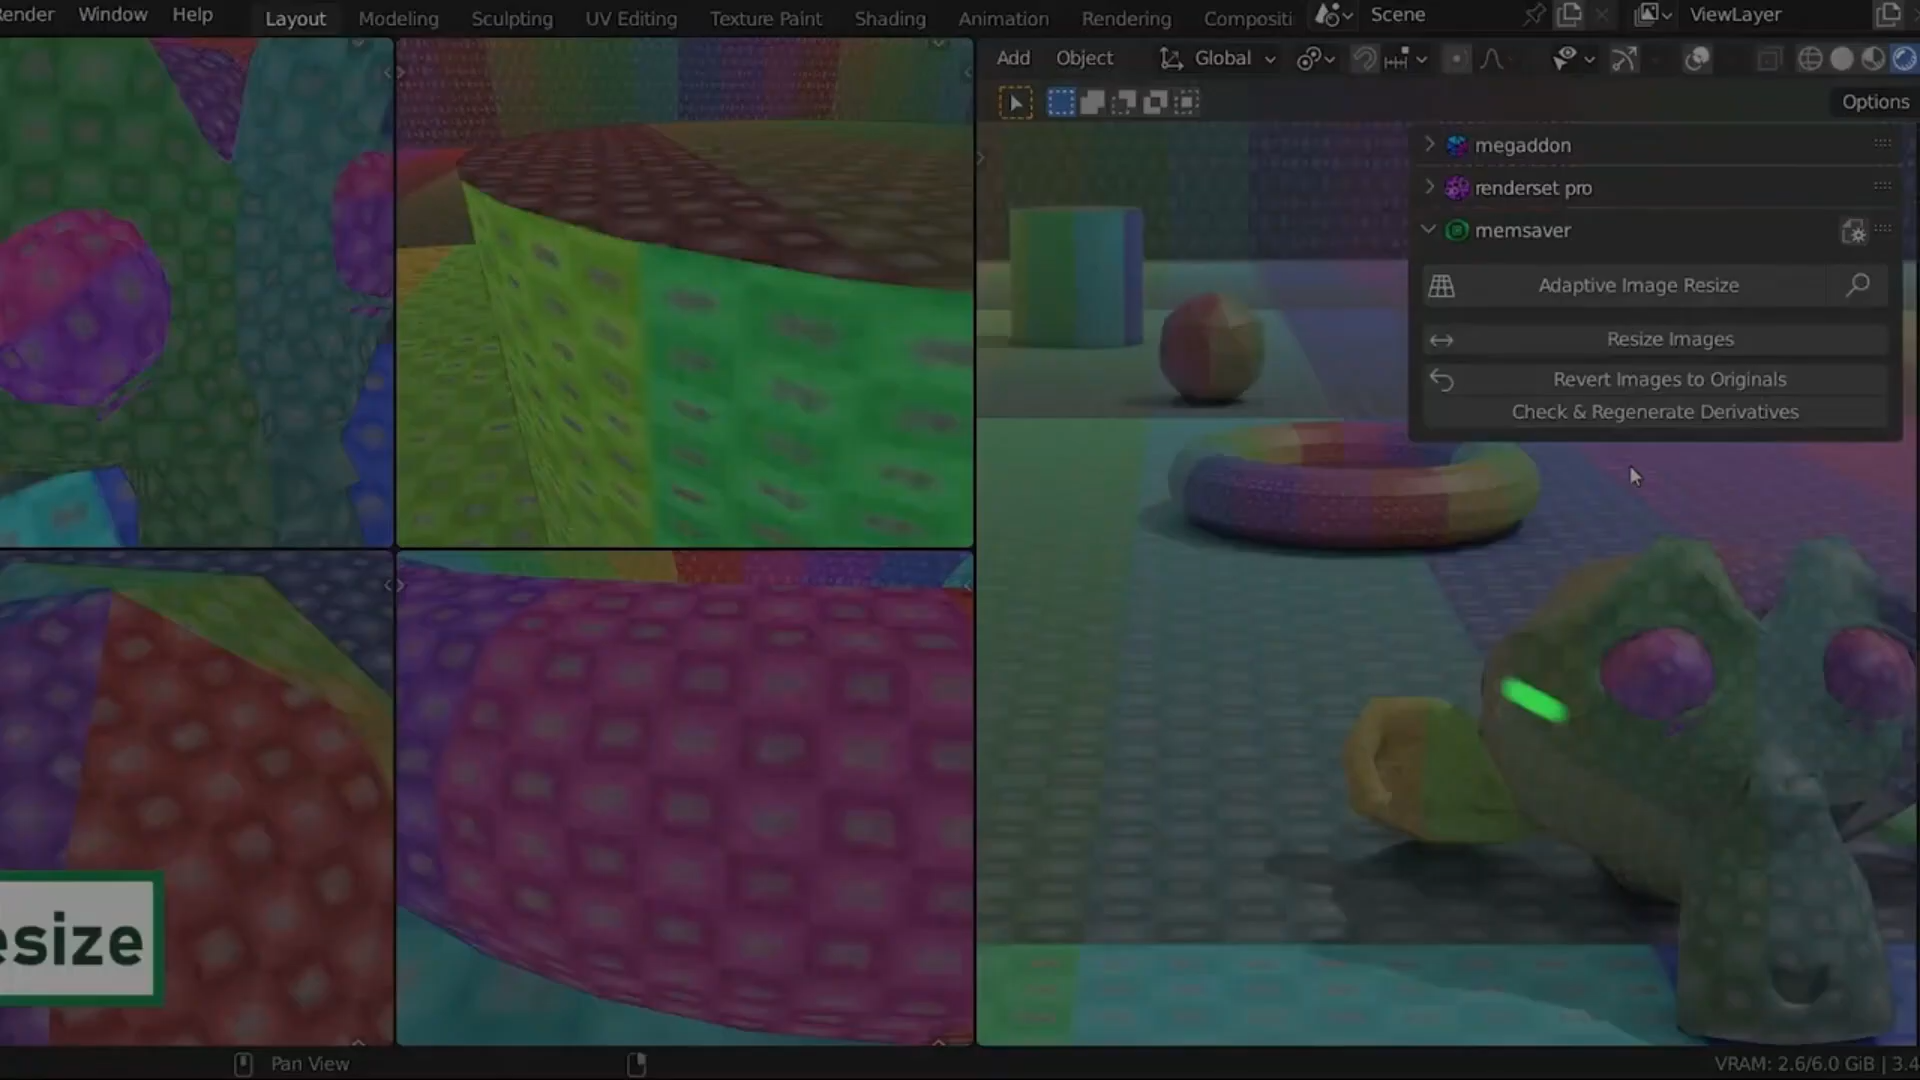 Render Window Help Layout Modeling Sculpting UV Editing Texture Paint Shading Animation Rendering Compositi Scene ViewLayer
Add Object Global
Options
megaddon
renderset pro
memsaver
Adaptive Image Resize
Resize Images
Revert Images to Originals
Check & Regenerate Derivatives
esize
Pan View
VRAM: 2.6/6.0 GiB | 3.4